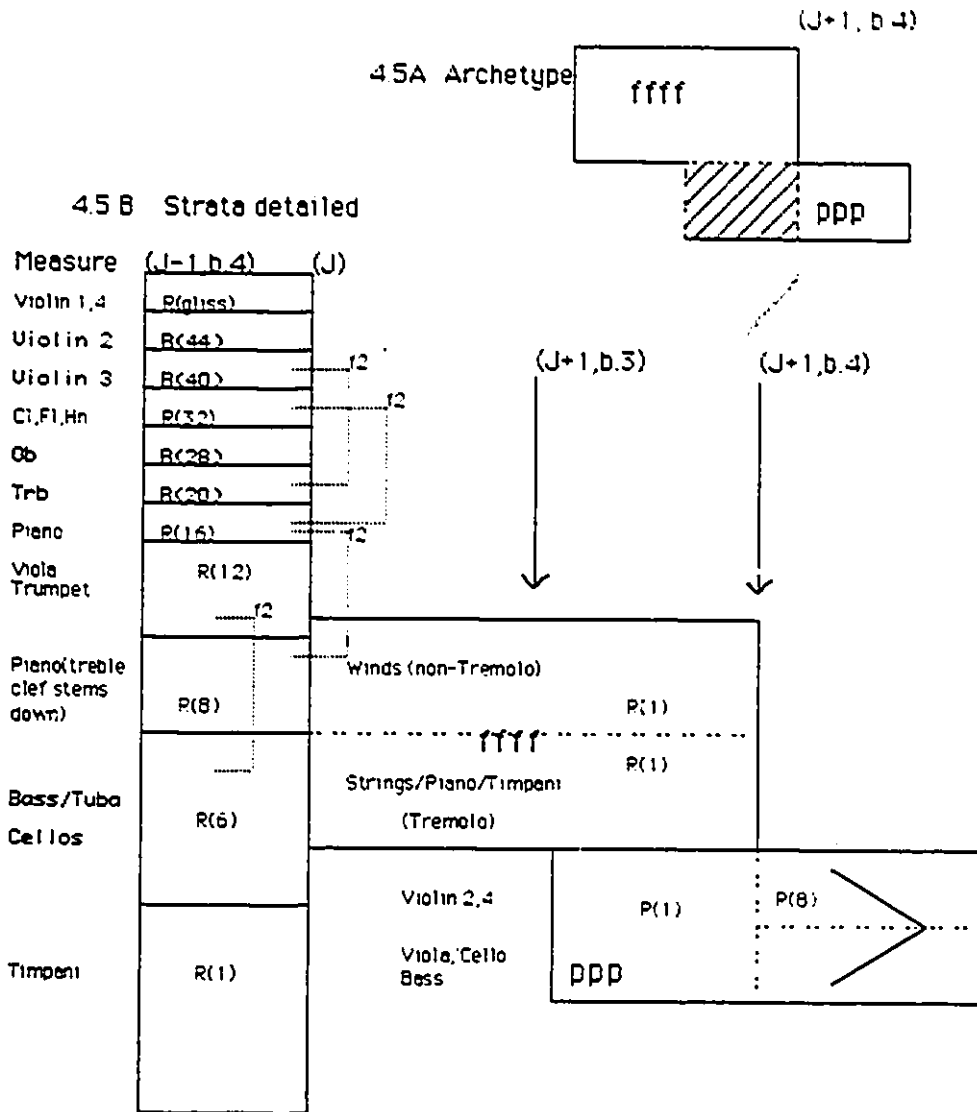 (J+1, b.4)
4.5A Archetype
ffff
ppp
4.5 B Strata detailed
Measure (J-1,b.4) (J)
Violin 1,4 R(gliss)
Violin 2 R(44)
Violin 3 R(40)
f2
Cl,Fl,Hn R(32)
f2
Ob R(28)
Trb R(20)
Piano R(16)
f2
Viola
Trumpet
R(12)
f2
(J+1,b.3)
(J+1,b.4)
Piano(treble
clef stems
down)
R(8)
Winds (non-Tremolo)
R(1)
ffff
R(1)
Strings/Piano/Timpani
(Tremolo)
Bass/Tuba
Cellos
R(6)
Violin 2,4
R(1)
R(8)
Viola,Cello
Bass
ppp
Timpani R(1)